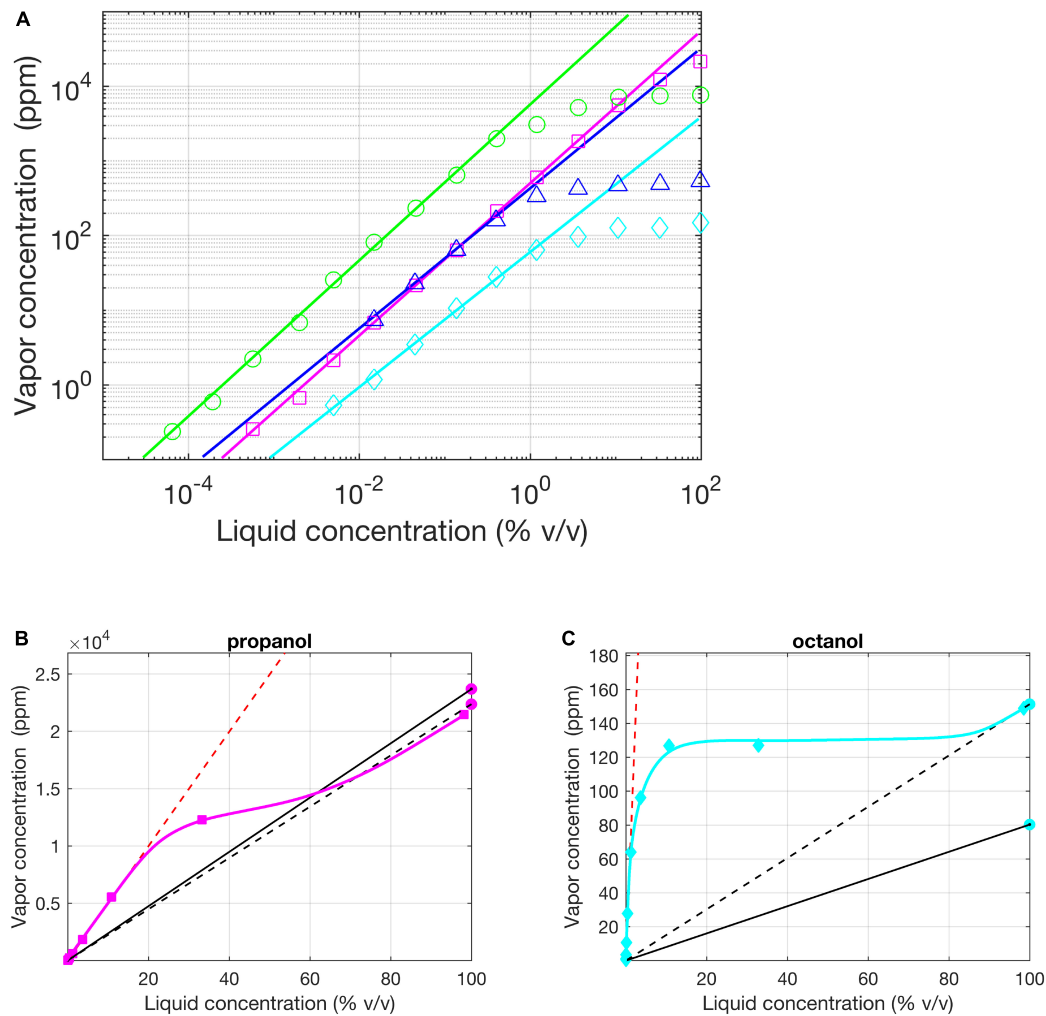 A
Vapor concentration (ppm)
10^4
10^2
10^0
10^-4
10^-2
10^0
10^2
Liquid concentration (% v/v)
B
×10^4
propanol
Vapor concentration (ppm)
2.5
2
1.5
1
0.5
20
40
60
80
100
Liquid concentration (% v/v)
C
octanol
Vapor concentration (ppm)
180
160
140
120
100
80
60
40
20
20
40
60
80
100
Liquid concentration (% v/v)